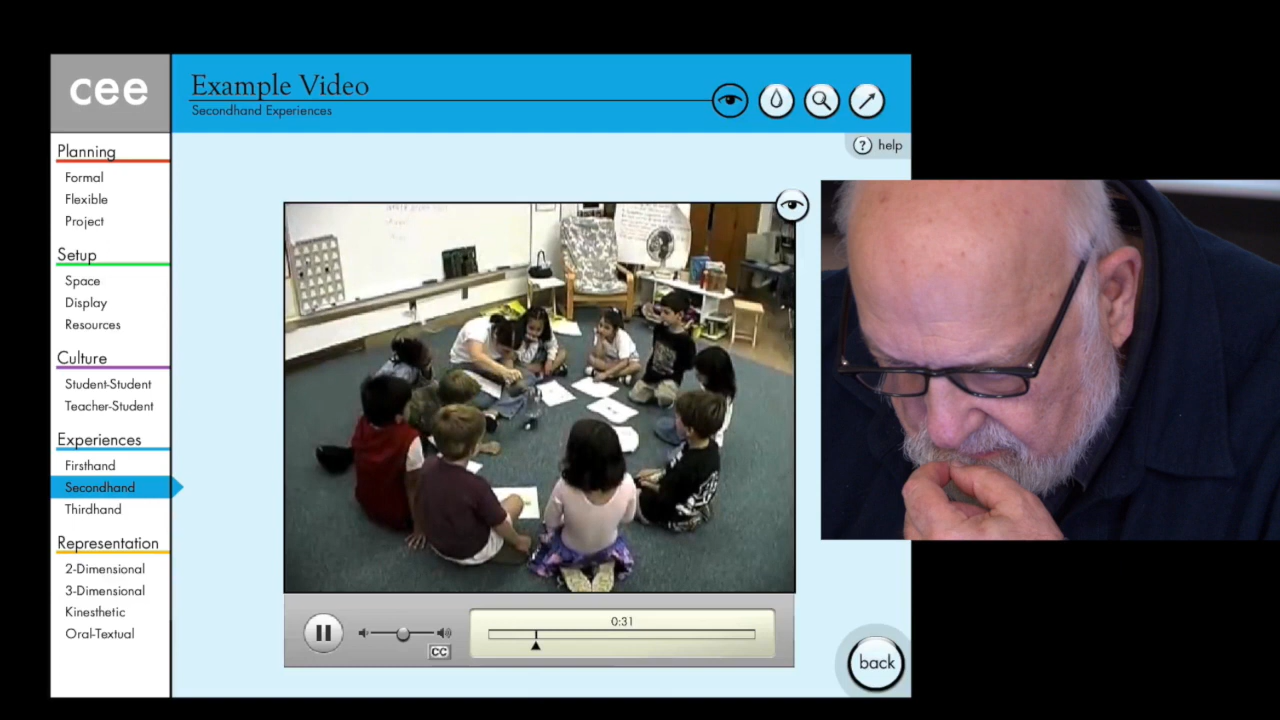 cee
Example Video
Secondhand Experiences
help
Planning
Formal
Flexible
Project
Setup
Space
Display
Resources
Culture
Student-Student
Teacher-Student
Experiences
Firsthand
Secondhand
Thirdhand
Representation
2-Dimensional
3-Dimensional
Kinesthetic
Oral-Textual
0:31
CC
back